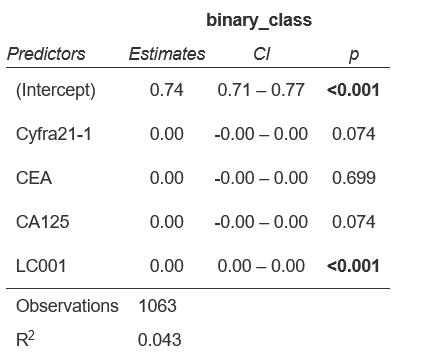 binary_class
Predictors Estimates CI p
(Intercept) 0.74 0.71 – 0.77 <0.001
Cyfra21-1 0.00 -0.00 – 0.00 0.074
CEA 0.00 -0.00 – 0.00 0.699
CA125 0.00 -0.00 – 0.00 0.074
LC001 0.00 0.00 – 0.00 <0.001
Observations 1063
R² 0.043